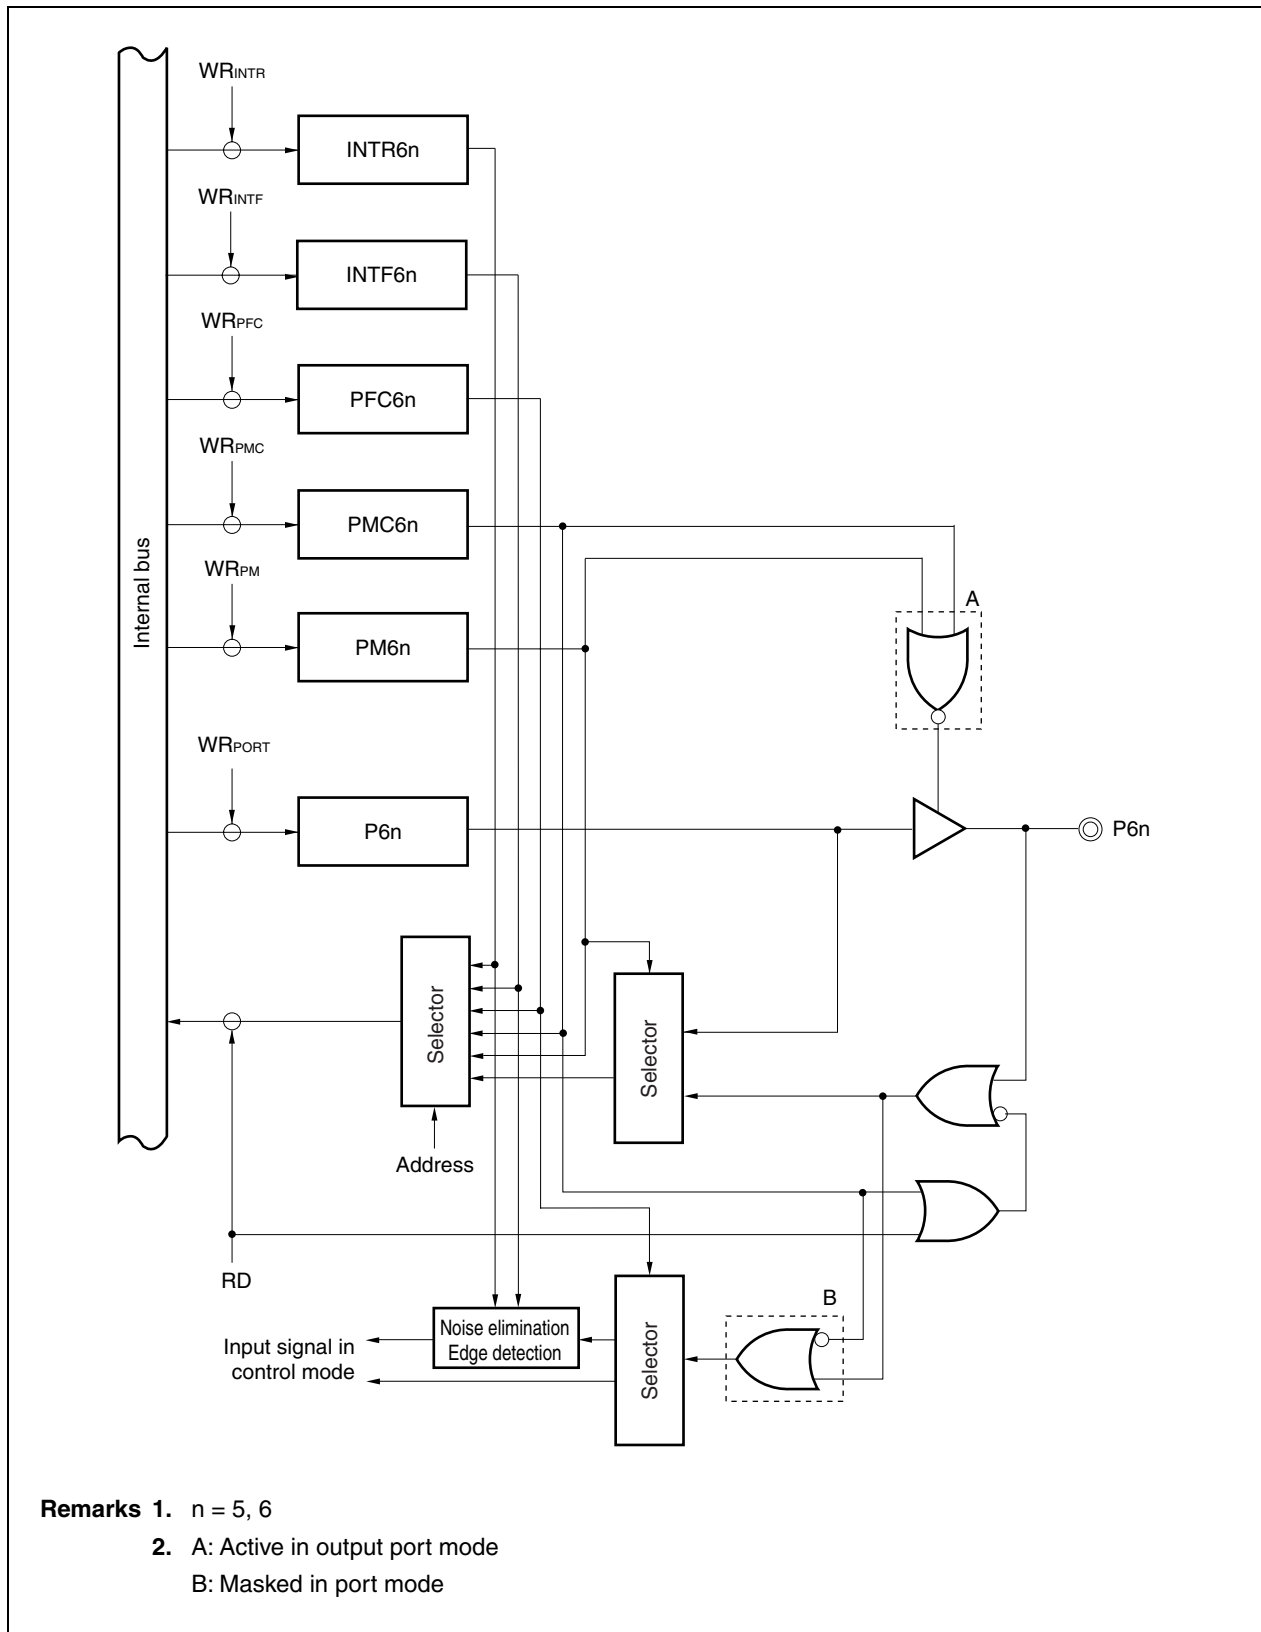 WRINTR
INTR6n
WRINTF
INTF6n
WRPFC
PFC6n
WRPMC
PMC6n
Internal bus
WRPM
PM6n
A
WRPORT
P6n
P6n
Selector
Selector
Address
RD
B
Noise elimination
Edge detection
Input signal in
control mode
Selector
Remarks 1. n = 5, 6
2. A: Active in output port mode
B: Masked in port mode